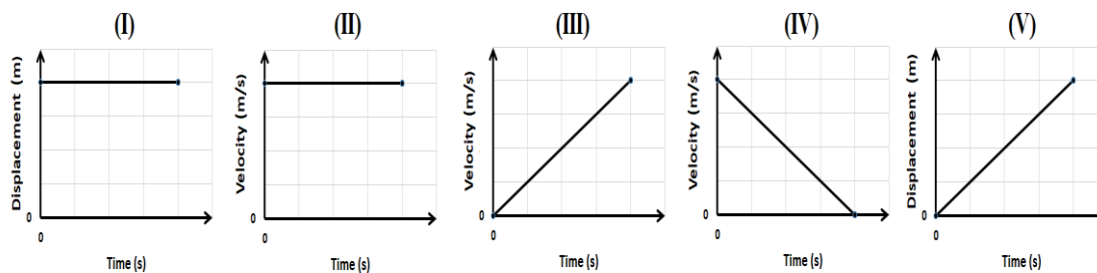 (I)
Displacement (m)
0
0
Time (s)
(II)
Velocity (m/s)
0
0
Time (s)
(III)
Velocity (m/s)
0
0
Time (s)
(IV)
Velocity (m/s)
0
0
Time (s)
(V)
Displacement (m)
0
0
Time (s)